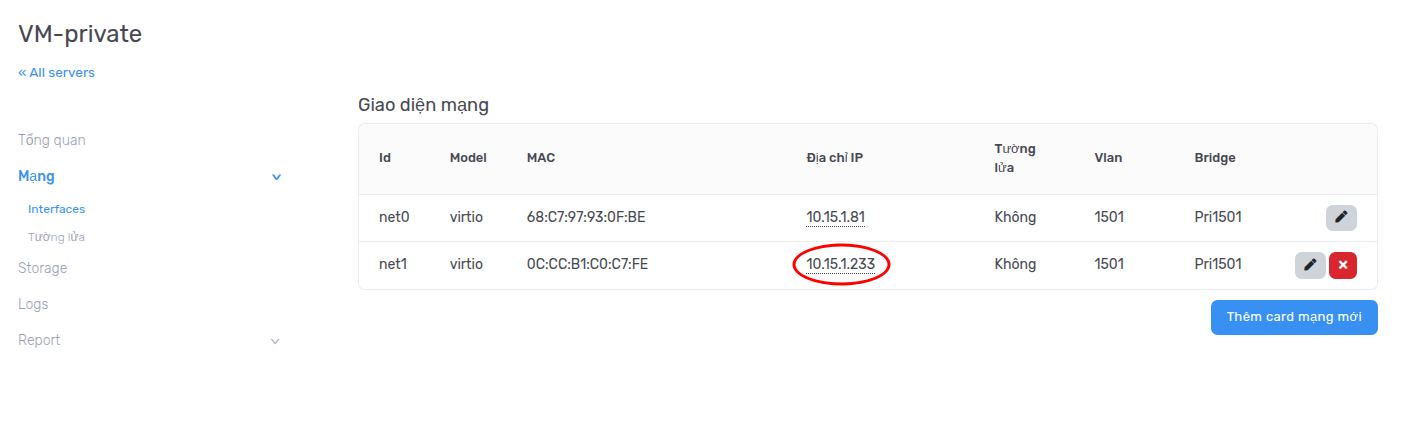 VM-private
« All servers
Tổng quan
Mạng
Interfaces
Tường lửa
Storage
Logs
Report
Giao diện mạng
Id Model MAC Địa chỉ IP Tường lửa Vlan Bridge
net0 virtio 68:C7:97:93:0F:BE 10.15.1.81 Không 1501 Pri1501
net1 virtio 0C:CC:B1:C0:C7:FE 10.15.1.233 Không 1501 Pri1501
Thêm card mạng mới